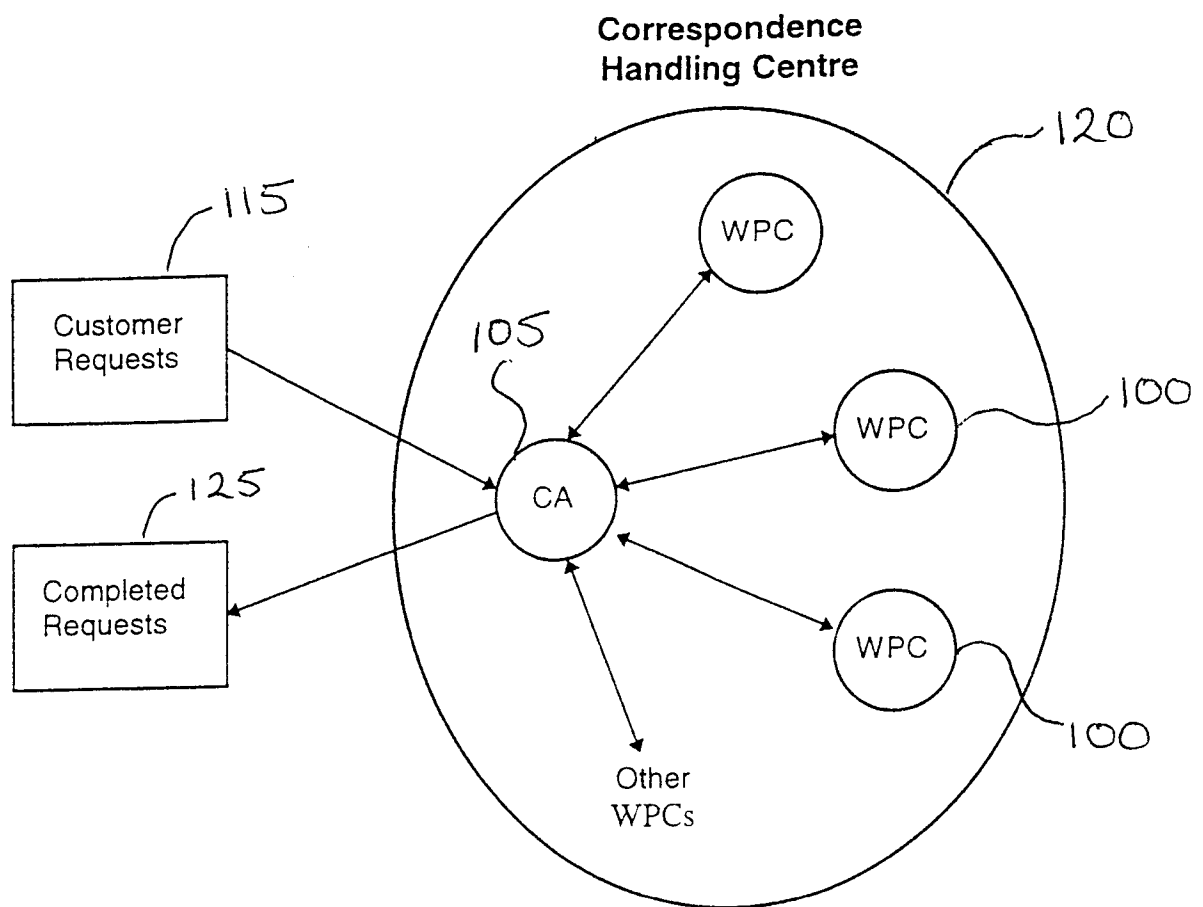 Correspondence
Handling Centre
120
115
WPC
Customer
Requests
105
100
WPC
125
CA
Completed
Requests
WPC
100
Other
WPCs